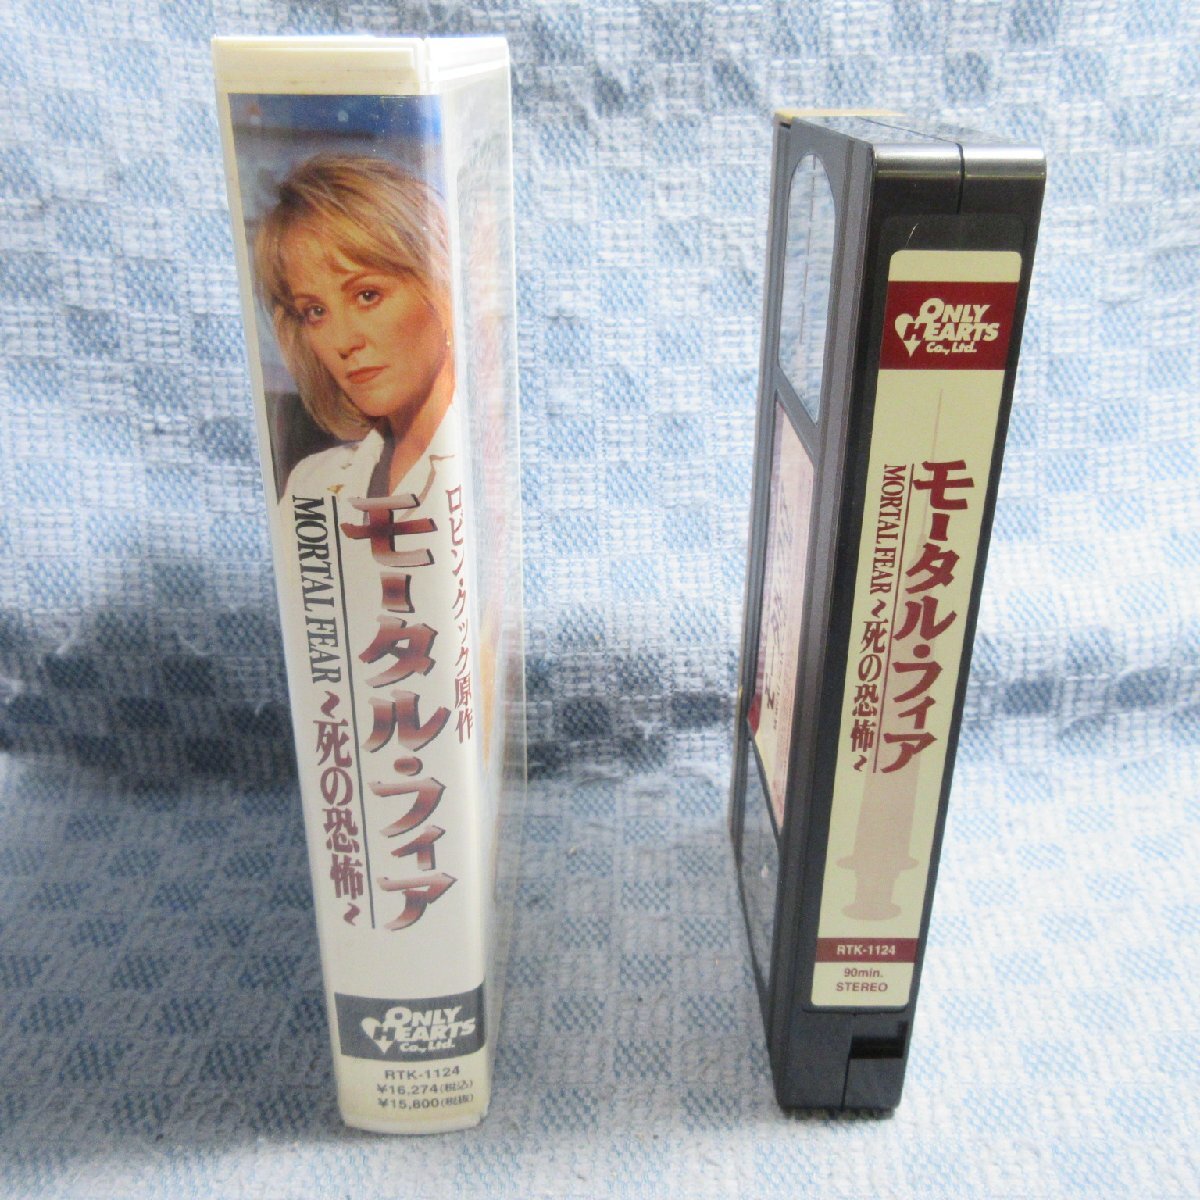 ロビン・クック原作
モータル・フィア
MORTAL FEAR ～死の恐怖～
ONLY
HEARTS
Co., Ltd.
RTK-1124
¥16,274(税込)
¥15,800(税抜)
ONLY
HEARTS
Co., Ltd.
モータル・フィア
MORTAL FEAR ～死の恐怖～
RTK-1124
90min.
STEREO